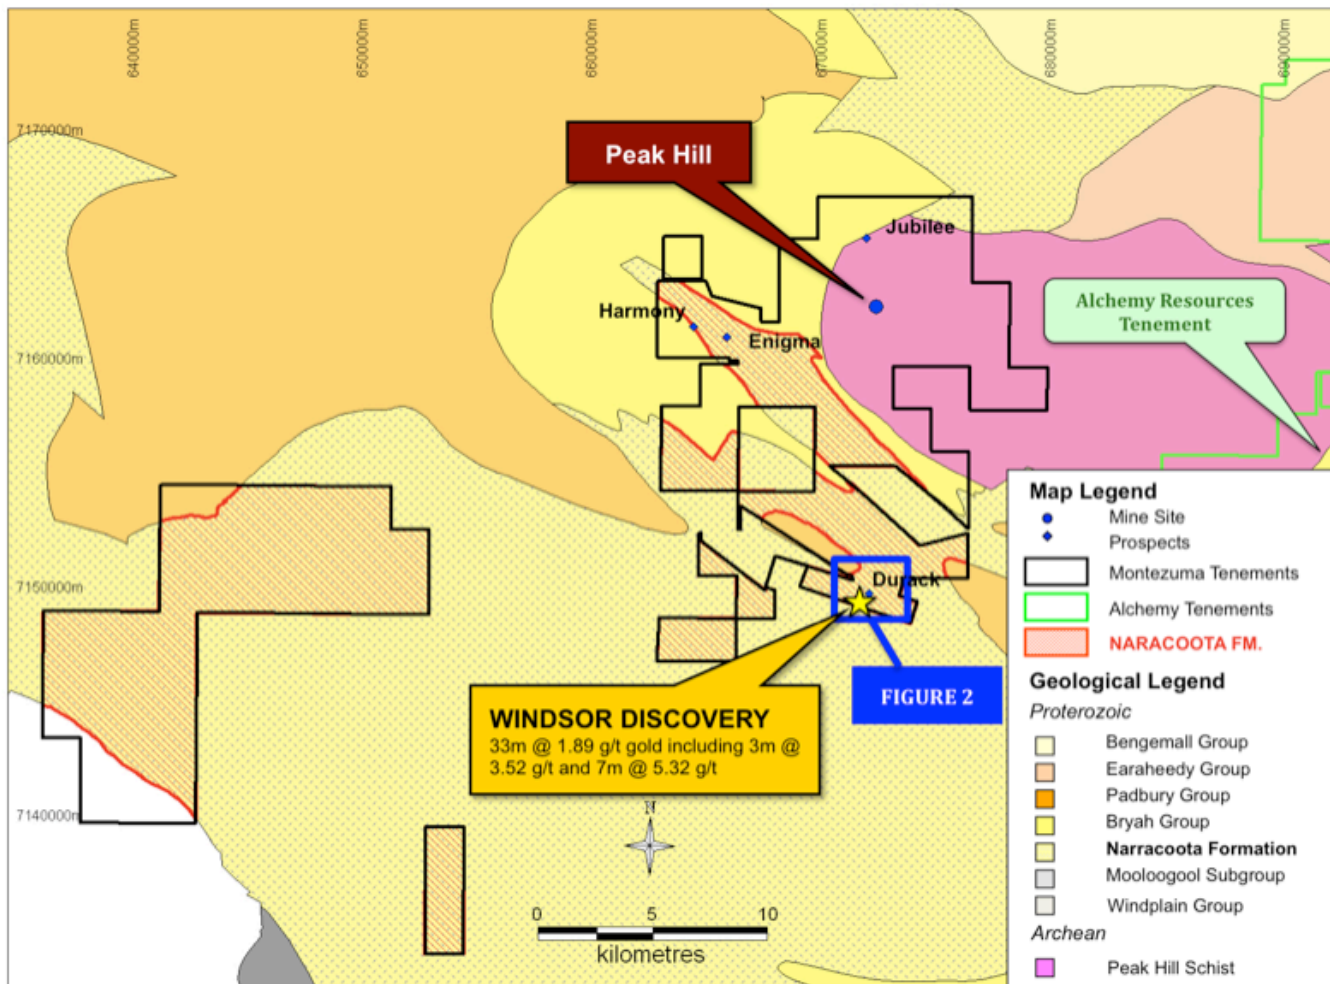 640000m
650000m
660000m
670000m
680000m
690000m
7170000m
Peak Hill
Jubilee
Alchemy Resources
Tenement
Harmony
Enigma
7160000m
7150000m
Durack
FIGURE 2
WINDSOR DISCOVERY
33m @ 1.89 g/t gold including 3m @
3.52 g/t and 7m @ 5.32 g/t
7140000m
N
0 5 10
kilometres
Map Legend
Mine Site
Prospects
Montezuma Tenements
Alchemy Tenements
NARACOOTA FM.
Geological Legend
Proterozoic
Bengemall Group
Earaheedy Group
Padbury Group
Bryah Group
Narracoota Formation
Mooloogool Subgroup
Windplain Group
Archean
Peak Hill Schist